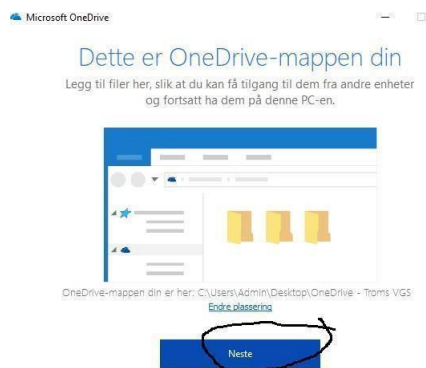 Microsoft OneDrive
Dette er OneDrive-mappen din
Legg til filer her, slik at du kan få tilgang til dem fra andre enheter
og fortsatt ha dem på denne PC-en.
OneDrive-mappen din er her: C:\Users\Admin\Desktop\OneDrive - Troms VGS
Endre plassering
Neste